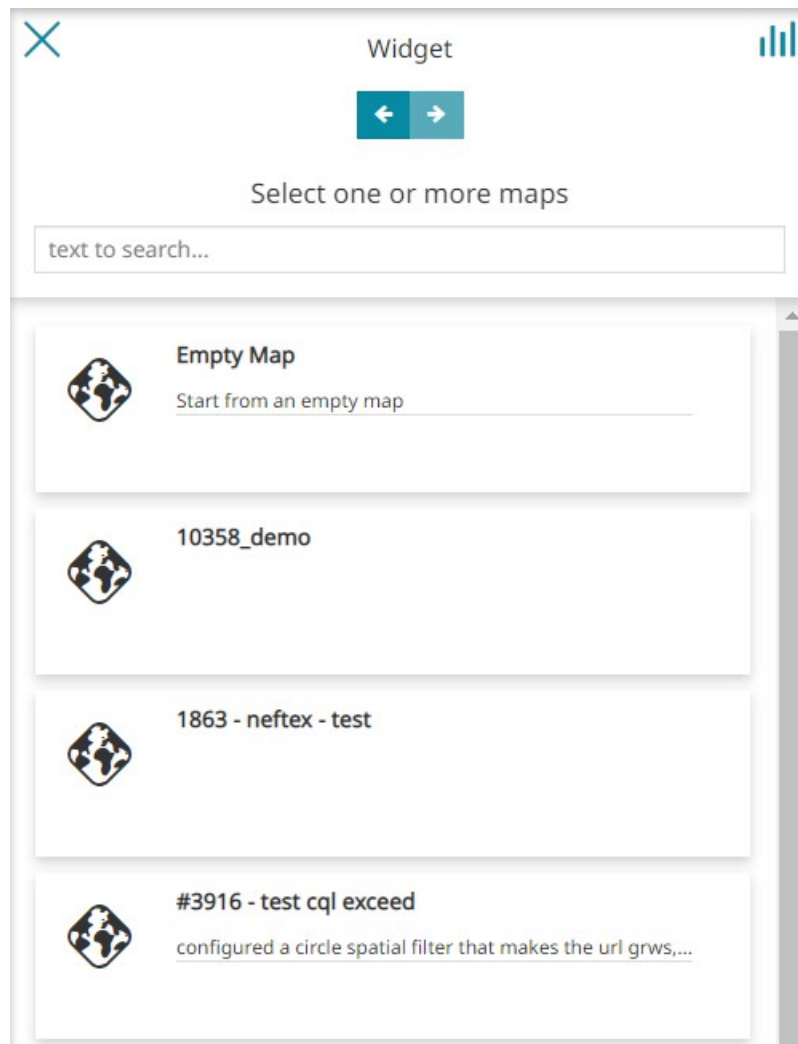 Widget
Select one or more maps
text to search...
Empty Map
Start from an empty map
10358_demo
1863 - neftex - test
#3916 - test cql exceed
configured a circle spatial filter that makes the url grws,...